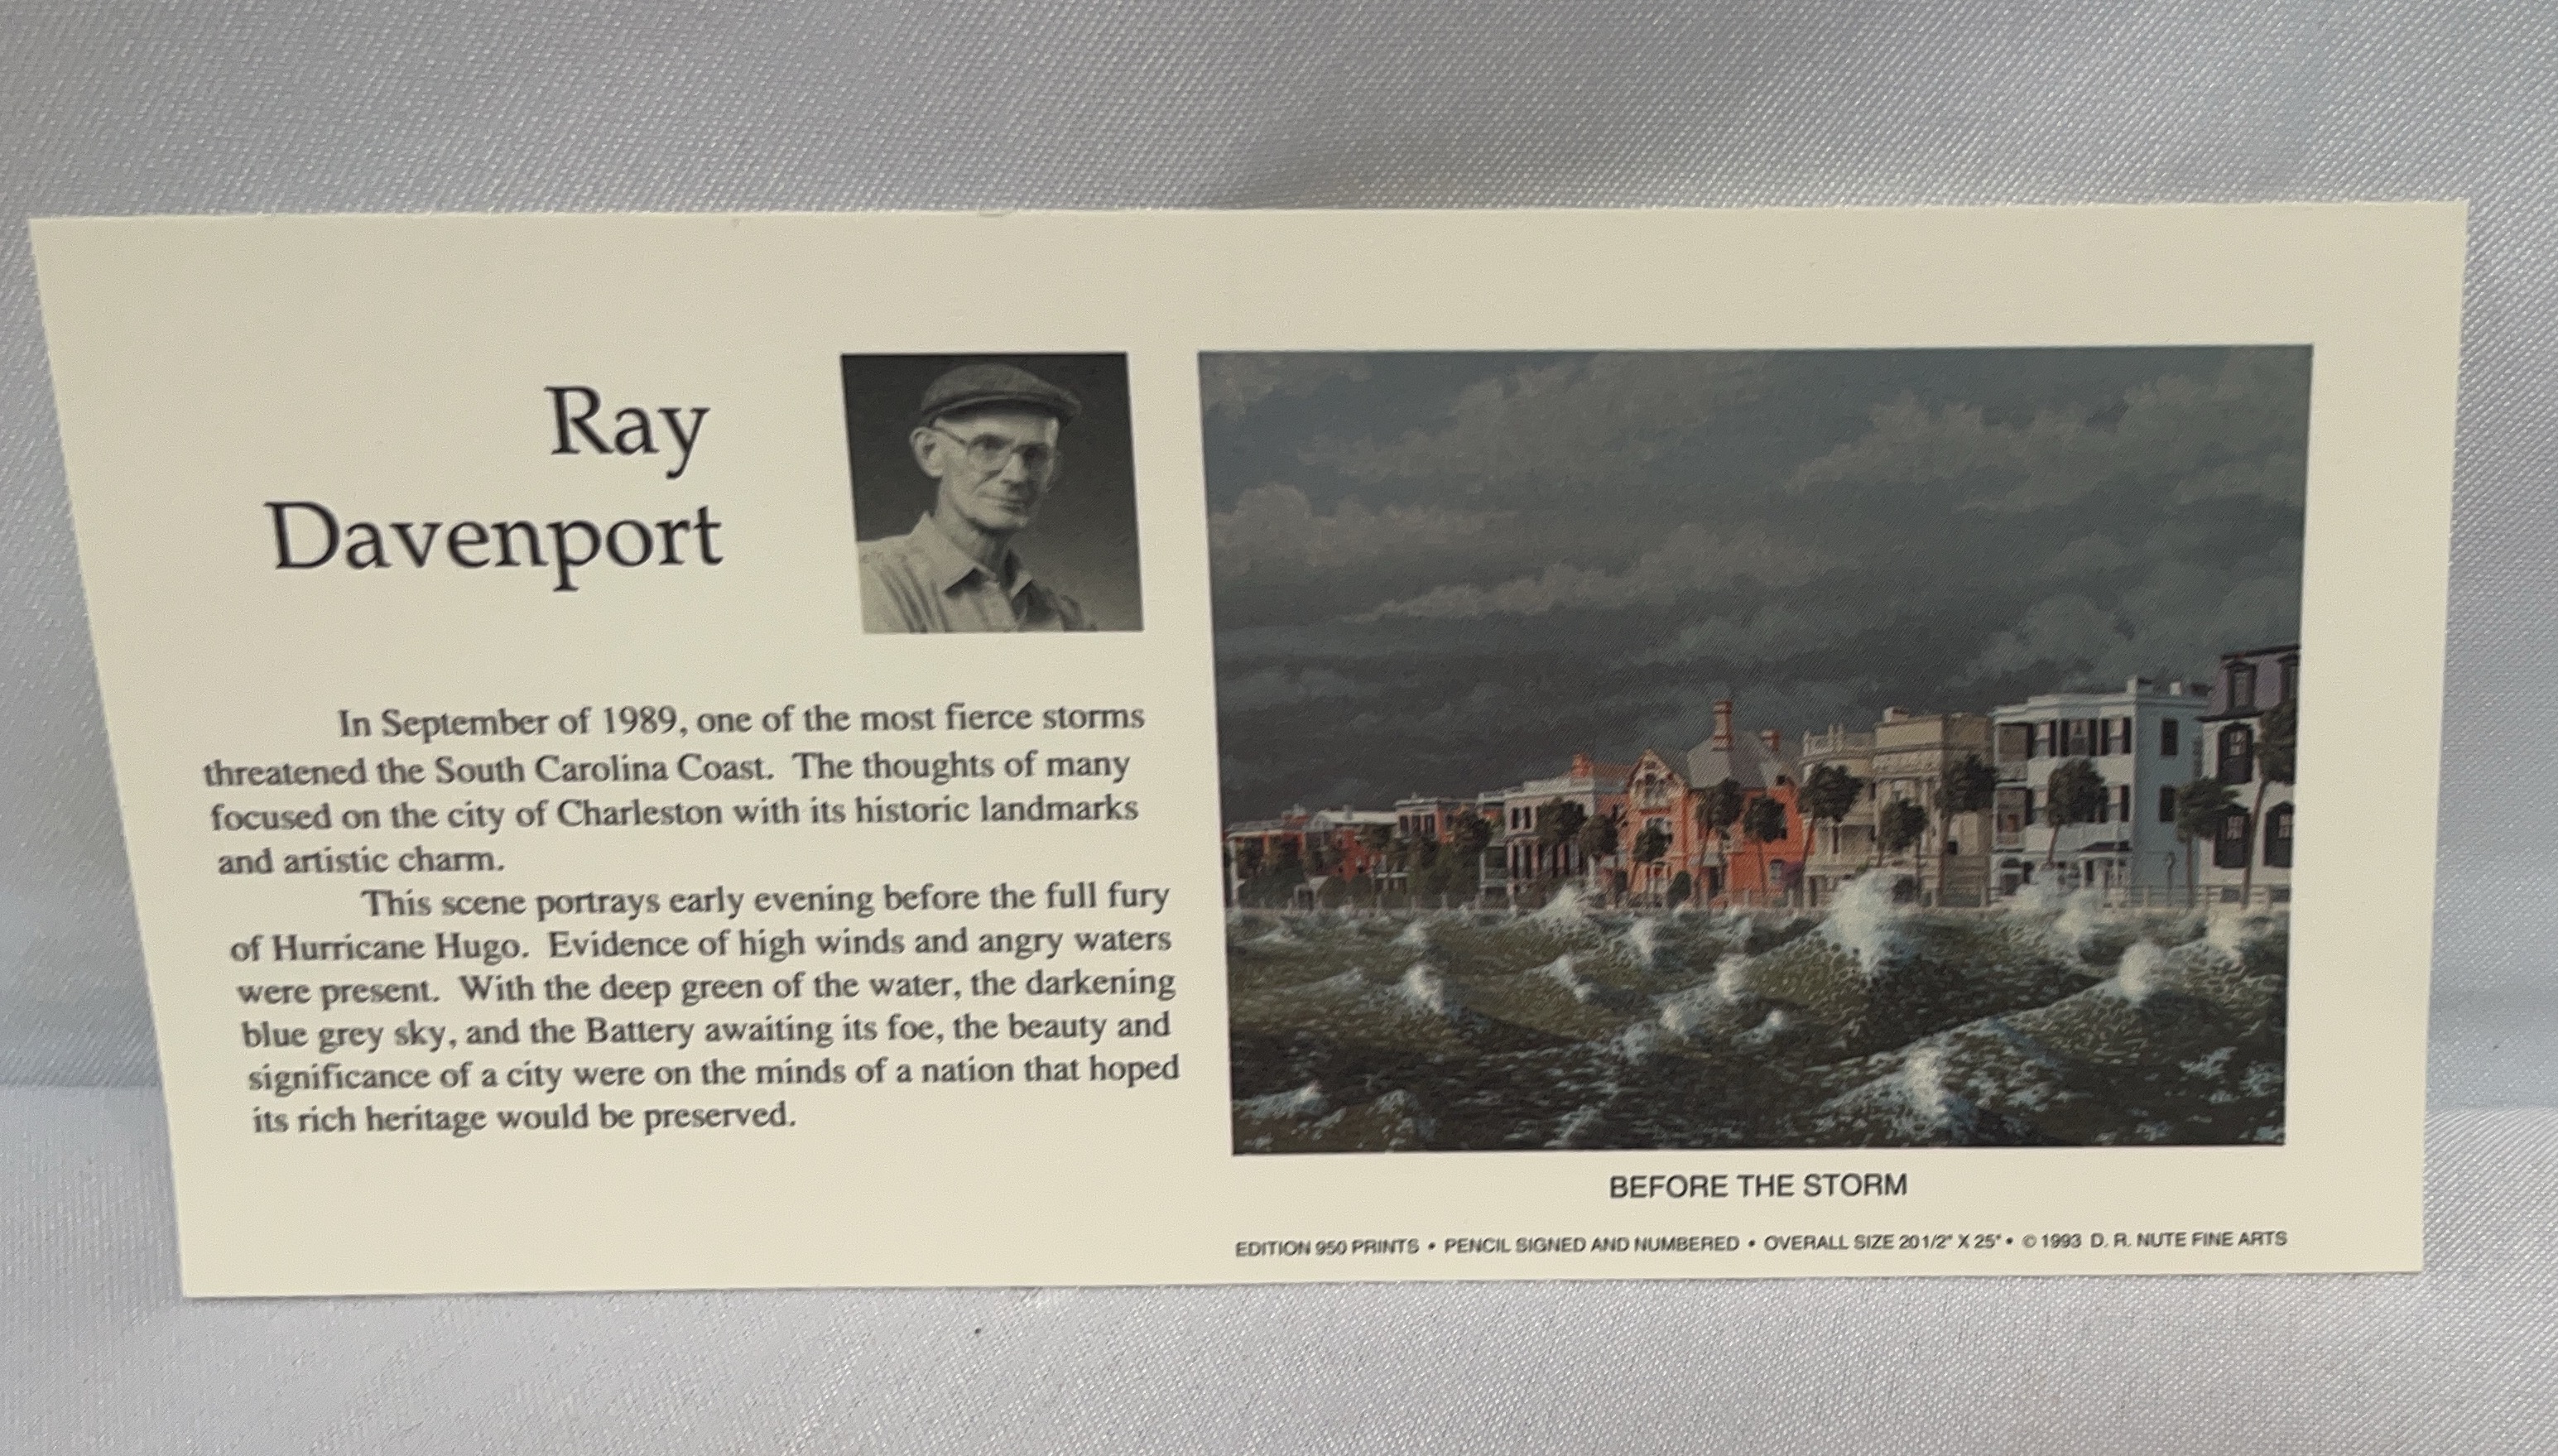 Ray
Davenport
In September of 1989, one of the most fierce storms
threatened the South Carolina Coast. The thoughts of many
focused on the city of Charleston with its historic landmarks
and artistic charm.
This scene portrays early evening before the full fury
of Hurricane Hugo. Evidence of high winds and angry waters
were present. With the deep green of the water, the darkening
blue grey sky, and the Battery awaiting its foe, the beauty and
significance of a city were on the minds of a nation that hoped
its rich heritage would be preserved.
BEFORE THE STORM
EDITION 950 PRINTS • PENCIL SIGNED AND NUMBERED • OVERALL SIZE 20 1/2" X 25" • © 1993 D. R. NUTE FINE ARTS